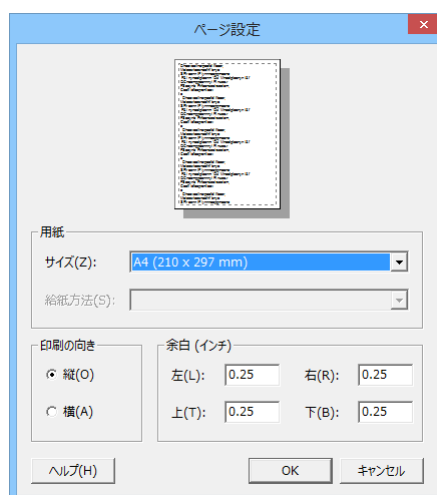 ページ設定
用紙
サイズ(Z): A4 (210 x 297 mm)
給紙方法(S):
印刷の向き
縦(O)
横(A)
余白 (インチ)
左(L): 0.25 右(R): 0.25
上(T): 0.25 下(B): 0.25
ヘルプ(H) OK キャンセル